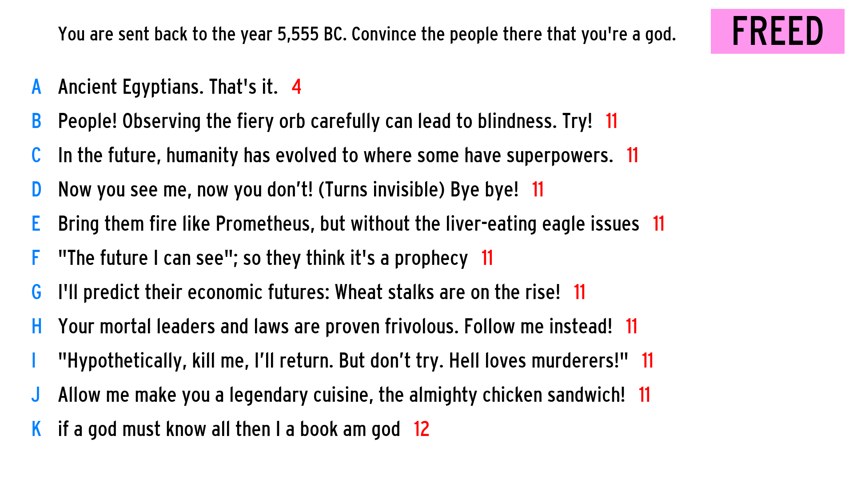 You are sent back to the year 5,555 BC. Convince the people there that you're a god.
FREED
A Ancient Egyptians. That's it. 4
B People! Observing the fiery orb carefully can lead to blindness. Try! 11
C In the future, humanity has evolved to where some have superpowers. 11
D Now you see me, now you don't! (Turns invisible) Bye bye! 11
E Bring them fire like Prometheus, but without the liver-eating eagle issues 11
F "The future I can see"; so they think it's a prophecy 11
G I'll predict their economic futures: Wheat stalks are on the rise! 11
H Your mortal leaders and laws are proven frivolous. Follow me instead! 11
I "Hypothetically, kill me, I’ll return. But don’t try. Hell loves murderers!" 11
J Allow me make you a legendary cuisine, the almighty chicken sandwich! 11
K if a god must know all then I a book am god 12